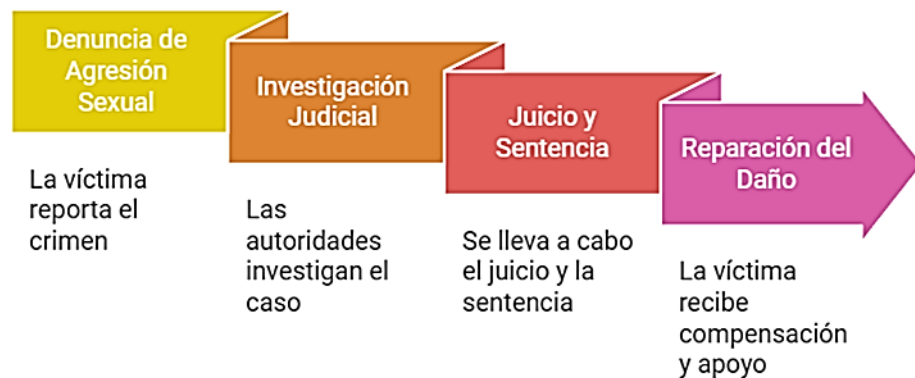 Denuncia de
Agresión
Sexual
La víctima
reporta el
crimen
Investigación
Judicial
Las
autoridades
investigan el
caso
Juicio y
Sentencia
Se lleva a cabo
el juicio y la
sentencia
Reparación del
Daño
La víctima
recibe
compensación
y apoyo